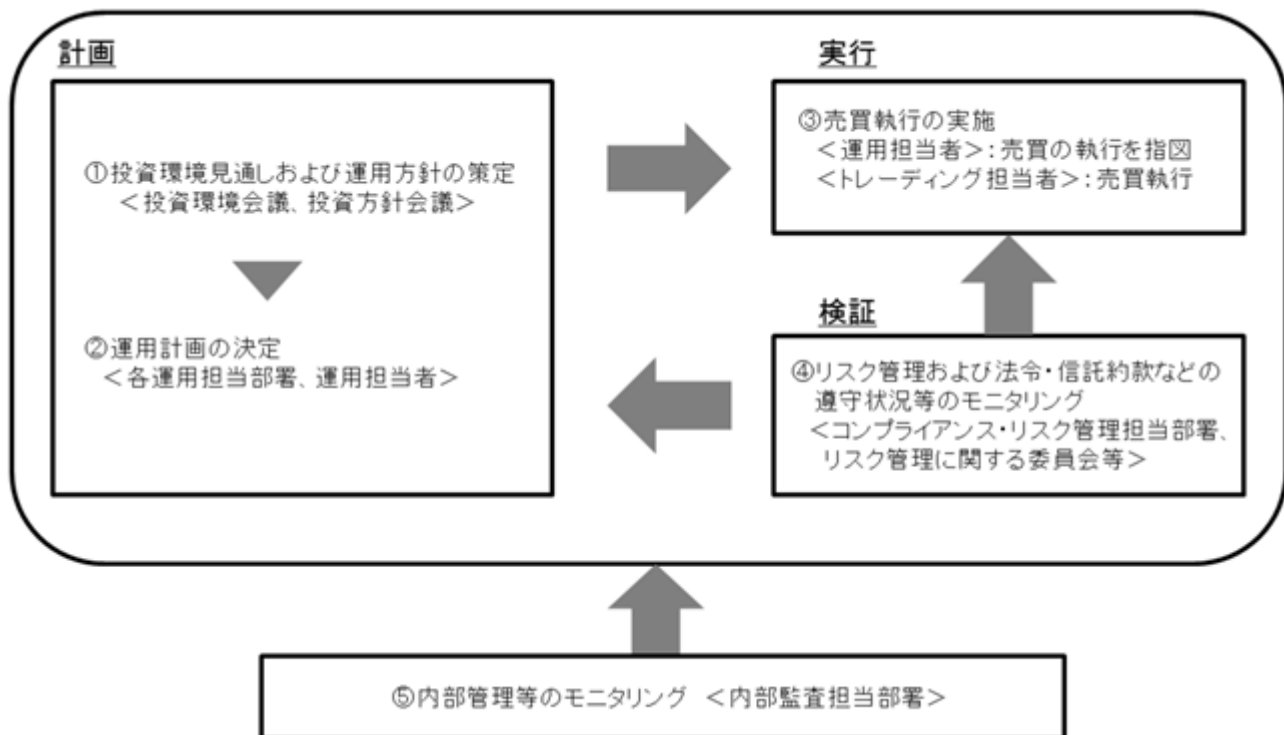 計画
①投資環境見通しおよび運用方針の策定
＜投資環境会議、投資方針会議＞
②運用計画の決定
＜各運用担当部署、運用担当者＞
実行
③売買執行の実施
＜運用担当者＞：売買の執行を指図
＜トレーディング担当者＞：売買執行
検証
④リスク管理および法令・信託約款などの
遵守状況等のモニタリング
＜コンプライアンス・リスク管理担当部署、
リスク管理に関する委員会等＞
⑤内部管理等のモニタリング ＜内部監査担当部署＞